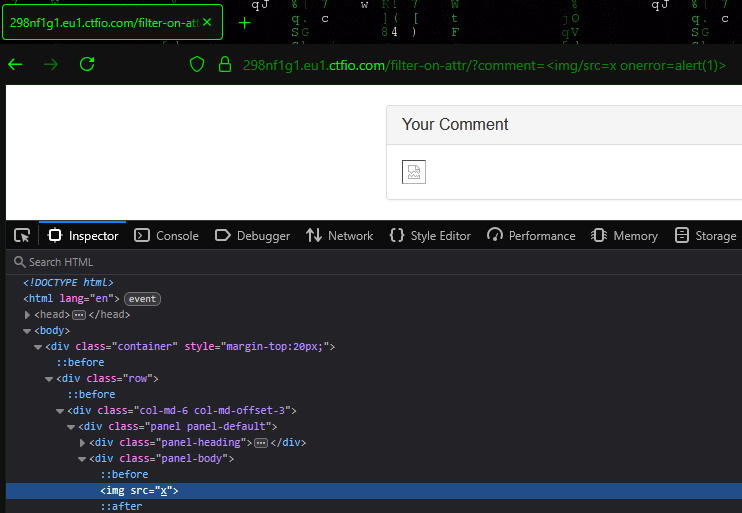 298nf1g1.eu1.ctfio.com/filter-on-att
298nf1g1.eu1.ctfio.com/filter-on-attr/?comment=<img/src=x onerror=alert(1)>
Your Comment
Inspector Console Debugger Network Style Editor Performance Memory Storage
Search HTML
<!DOCTYPE html>
<html lang="en"> event
<head> ••• </head>
<body>
<div class="container" style="margin-top:20px;">
::before
<div class="row">
::before
<div class="col-md-6 col-md-offset-3">
<div class="panel panel-default">
<div class="panel-heading"> ••• </div>
<div class="panel-body">
::before
<img src="x">
::after